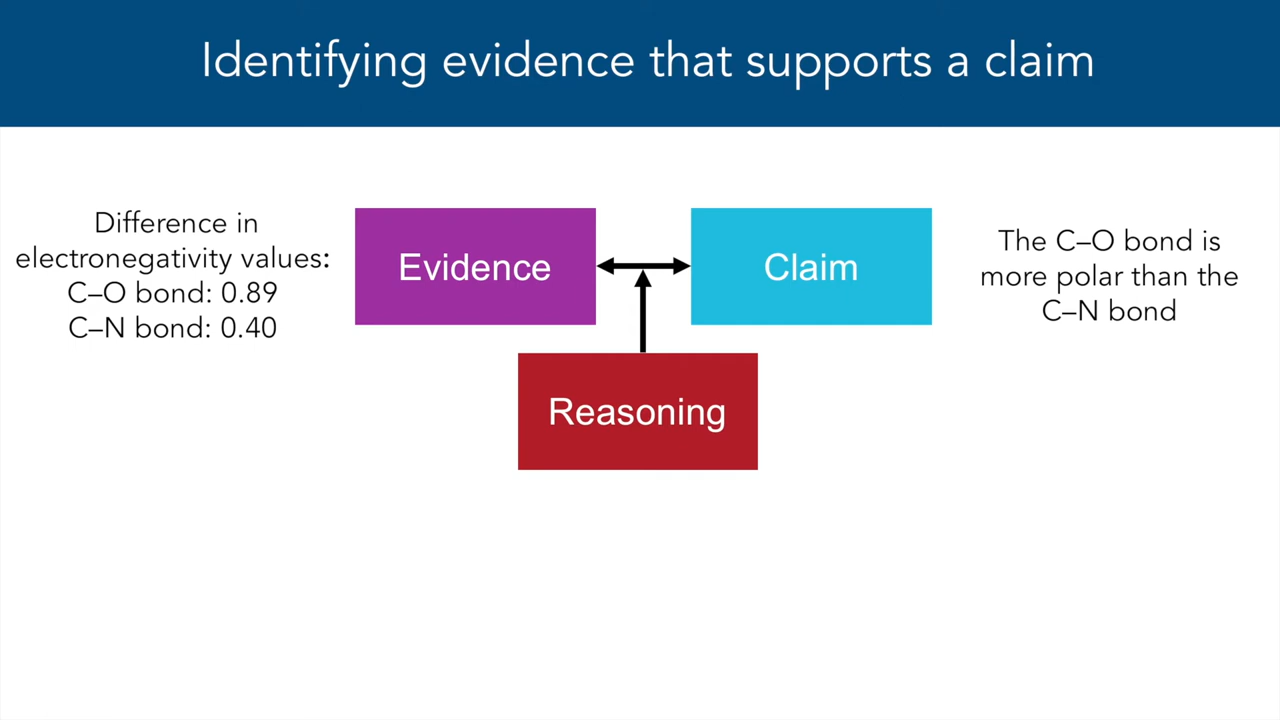 Identifying evidence that supports a claim
Difference in
electronegativity values:
C–O bond: 0.89
C–N bond: 0.40
Evidence
Claim
The C–O bond is
more polar than the
C–N bond
Reasoning